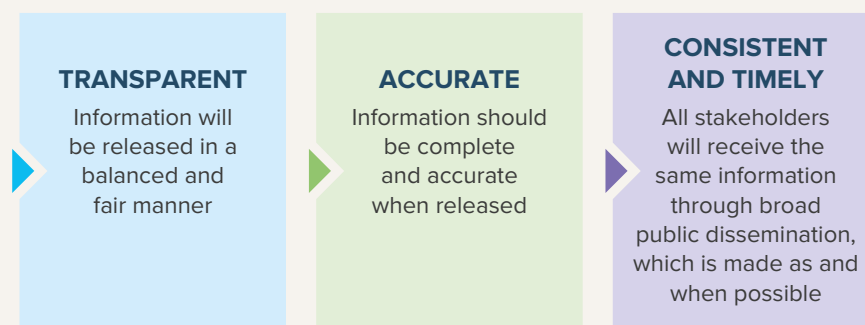 TRANSPARENT
Information will
be released in a
balanced and
fair manner
ACCURATE
Information should
be complete
and accurate
when released
CONSISTENT
AND TIMELY
All stakeholders
will receive the
same information
through broad
public dissemination,
which is made as and
when possible